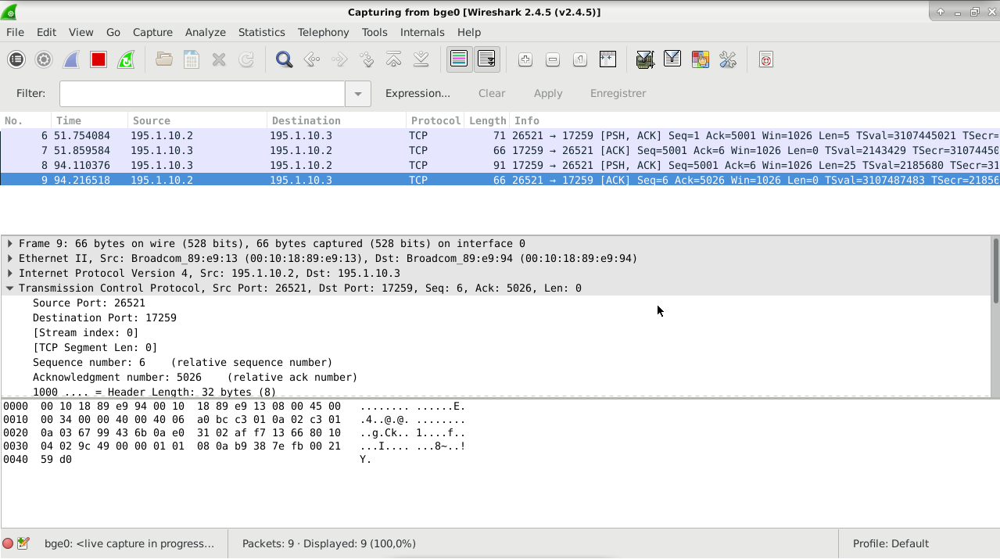 Capturing from bge0 [Wireshark 2.4.5 (v2.4.5)]
File Edit View Go Capture Analyze Statistics Telephony Tools Internals Help
Filter: Expression... Clear Apply Enregistrer
No. Time Source Destination Protocol Length Info
6 51.754084 195.1.10.2 195.1.10.3 TCP 71 26521 → 17259 [PSH, ACK] Seq=1 Ack=5001 Win=1026 Len=5 TSval=3107445021 TSecr=
7 51.859584 195.1.10.3 195.1.10.2 TCP 66 17259 → 26521 [ACK] Seq=5001 Ack=6 Win=1026 Len=0 TSval=2143429 TSecr=31074450
8 94.110376 195.1.10.3 195.1.10.2 TCP 91 17259 → 26521 [PSH, ACK] Seq=5001 Ack=6 Win=1026 Len=25 TSval=2185680 TSecr=31
9 94.216518 195.1.10.2 195.1.10.3 TCP 66 26521 → 17259 [ACK] Seq=6 Ack=5026 Win=1026 Len=0 TSval=3107487483 TSecr=21856
Frame 9: 66 bytes on wire (528 bits), 66 bytes captured (528 bits) on interface 0
Ethernet II, Src: Broadcom_89:e9:13 (00:10:18:89:e9:13), Dst: Broadcom_89:e9:94 (00:10:18:89:e9:94)
Internet Protocol Version 4, Src: 195.1.10.2, Dst: 195.1.10.3
Transmission Control Protocol, Src Port: 26521, Dst Port: 17259, Seq: 6, Ack: 5026, Len: 0
Source Port: 26521
Destination Port: 17259
[Stream index: 0]
[TCP Segment Len: 0]
Sequence number: 6    (relative sequence number)
Acknowledgment number: 5026    (relative ack number)
1000 .... = Header Length: 32 bytes (8)
0000  00 10 18 89 e9 94 00 10  18 89 e9 13 08 00 45 00   ........ ......E.
0010  00 34 00 00 40 00 40 06  a0 bc c3 01 0a 02 c3 01   .4..@.@. ........
0020  0a 03 67 99 43 6b 0a e0  31 02 af f7 13 66 80 10   ..g.Ck.. 1....f..
0030  04 02 9c 49 00 00 01 01  08 0a b9 38 7e fb 00 21   ...I.... ...8~..!
0040  59 d0   Y.
bge0: <live capture in progress... Packets: 9 · Displayed: 9 (100,0%) Profile: Default